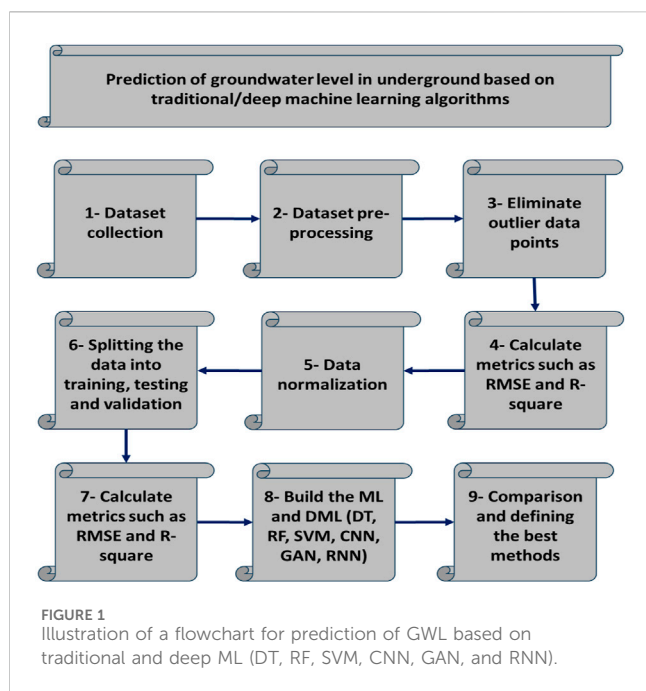 Prediction of groundwater level in underground based on
traditional/deep machine learning algorithms
1- Dataset
collection
2- Dataset pre-
processing
3- Eliminate
outlier data
points
4- Calculate
metrics such as
RMSE and R-
square
5- Data
normalization
6- Splitting the
data into
training, testing
and validation
7- Calculate
metrics such as
RMSE and R-
square
8- Build the ML
and DML (DT,
RF, SVM, CNN,
GAN, RNN)
9- Comparison
and defining
the best
methods
FIGURE 1
Illustration of a flowchart for prediction of GWL based on
traditional and deep ML (DT, RF, SVM, CNN, GAN, and RNN).